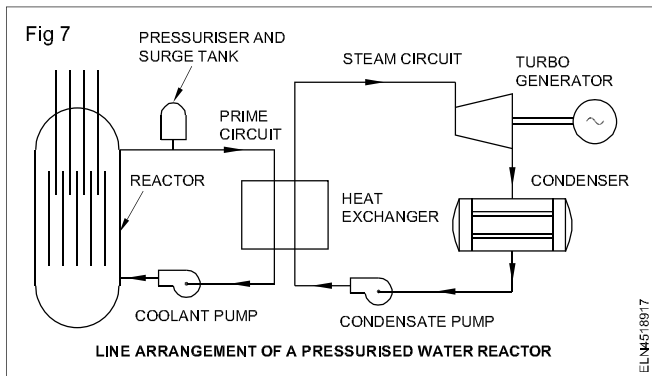 Fig 7
PRESSURISER AND
SURGE TANK
STEAM CIRCUIT
TURBO
GENERATOR
PRIME
CIRCUIT
REACTOR
HEAT
EXCHANGER
CONDENSER
COOLANT PUMP
CONDENSATE PUMP
LINE ARRANGEMENT OF A PRESSURISED WATER REACTOR
ELN4518917